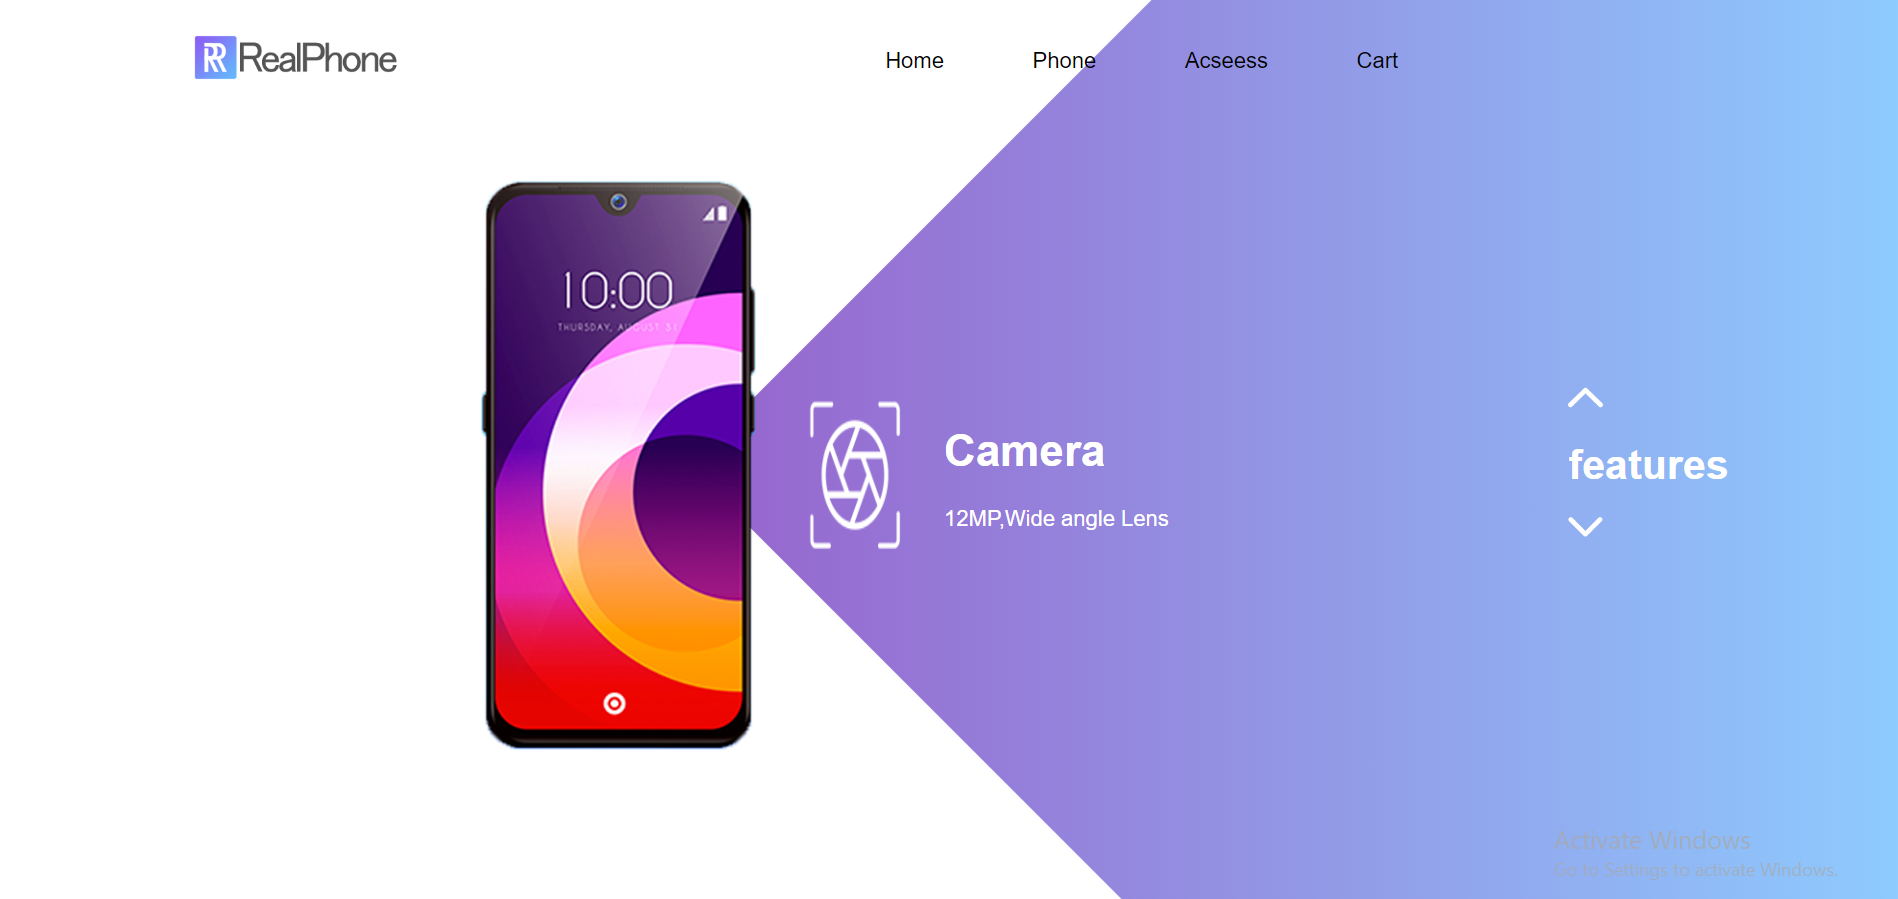 RR RealPhone
Home Phone Acseess Cart
10:00
THURSDAY, AUGUST 31
Camera
12MP,Wide angle Lens
features
Activate Windows
Go to Settings to activate Windows.